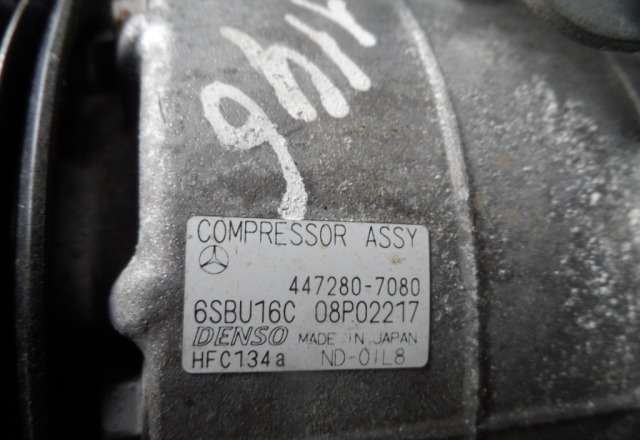 COMPRESSOR ASSY
447280-7080
6SBU16C 08P02217
DENSO MADE IN JAPAN
HFC134a ND-OIL8